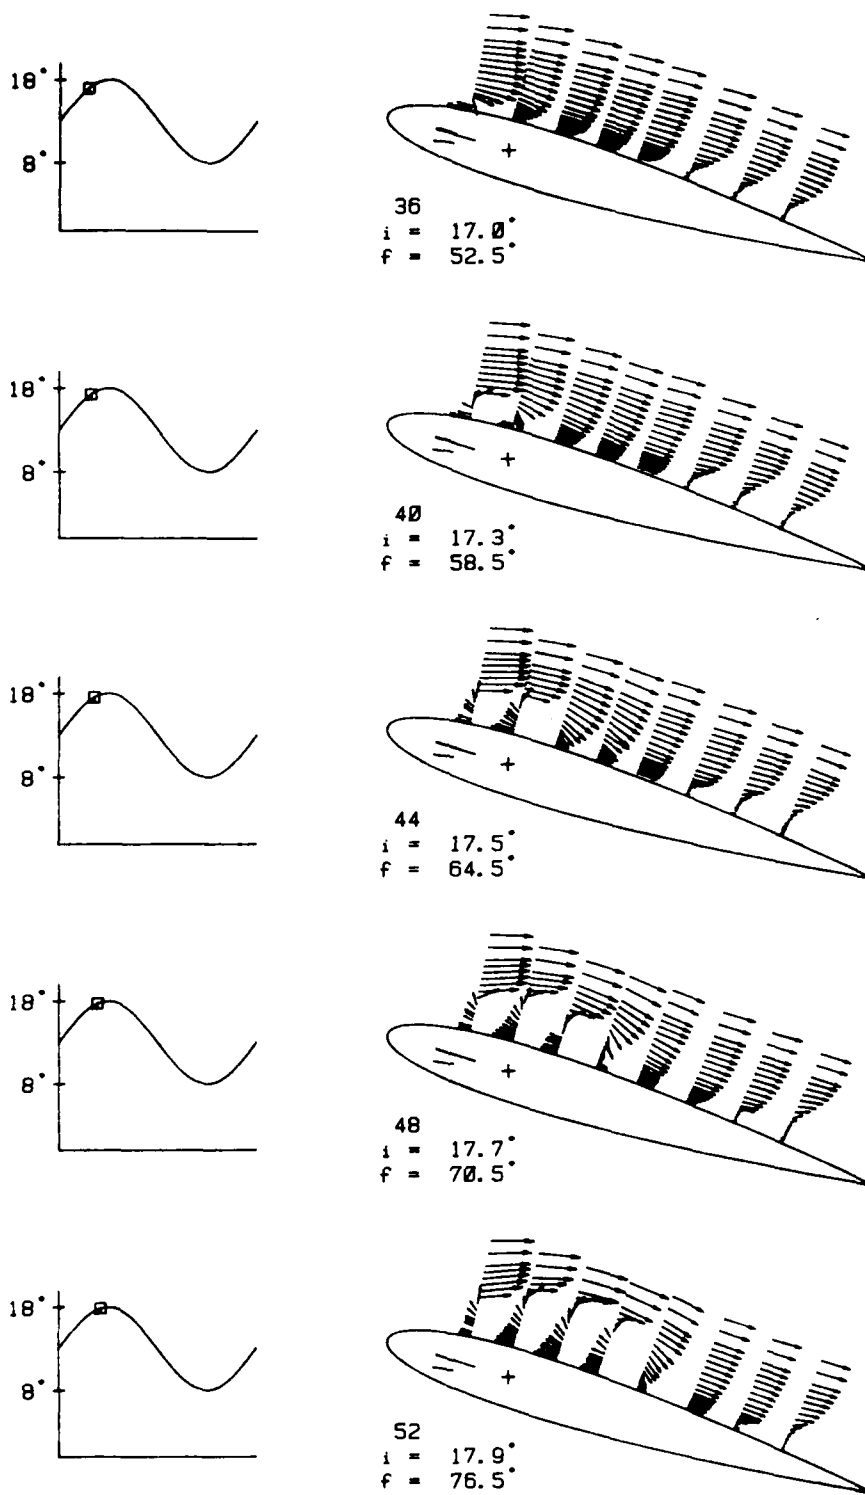 18°
8°
36
i = 17.0°
f = 52.5°
18°
8°
40
i = 17.3°
f = 58.5°
18°
8°
44
i = 17.5°
f = 64.5°
18°
8°
48
i = 17.7°
f = 70.5°
18°
8°
52
i = 17.9°
f = 76.5°